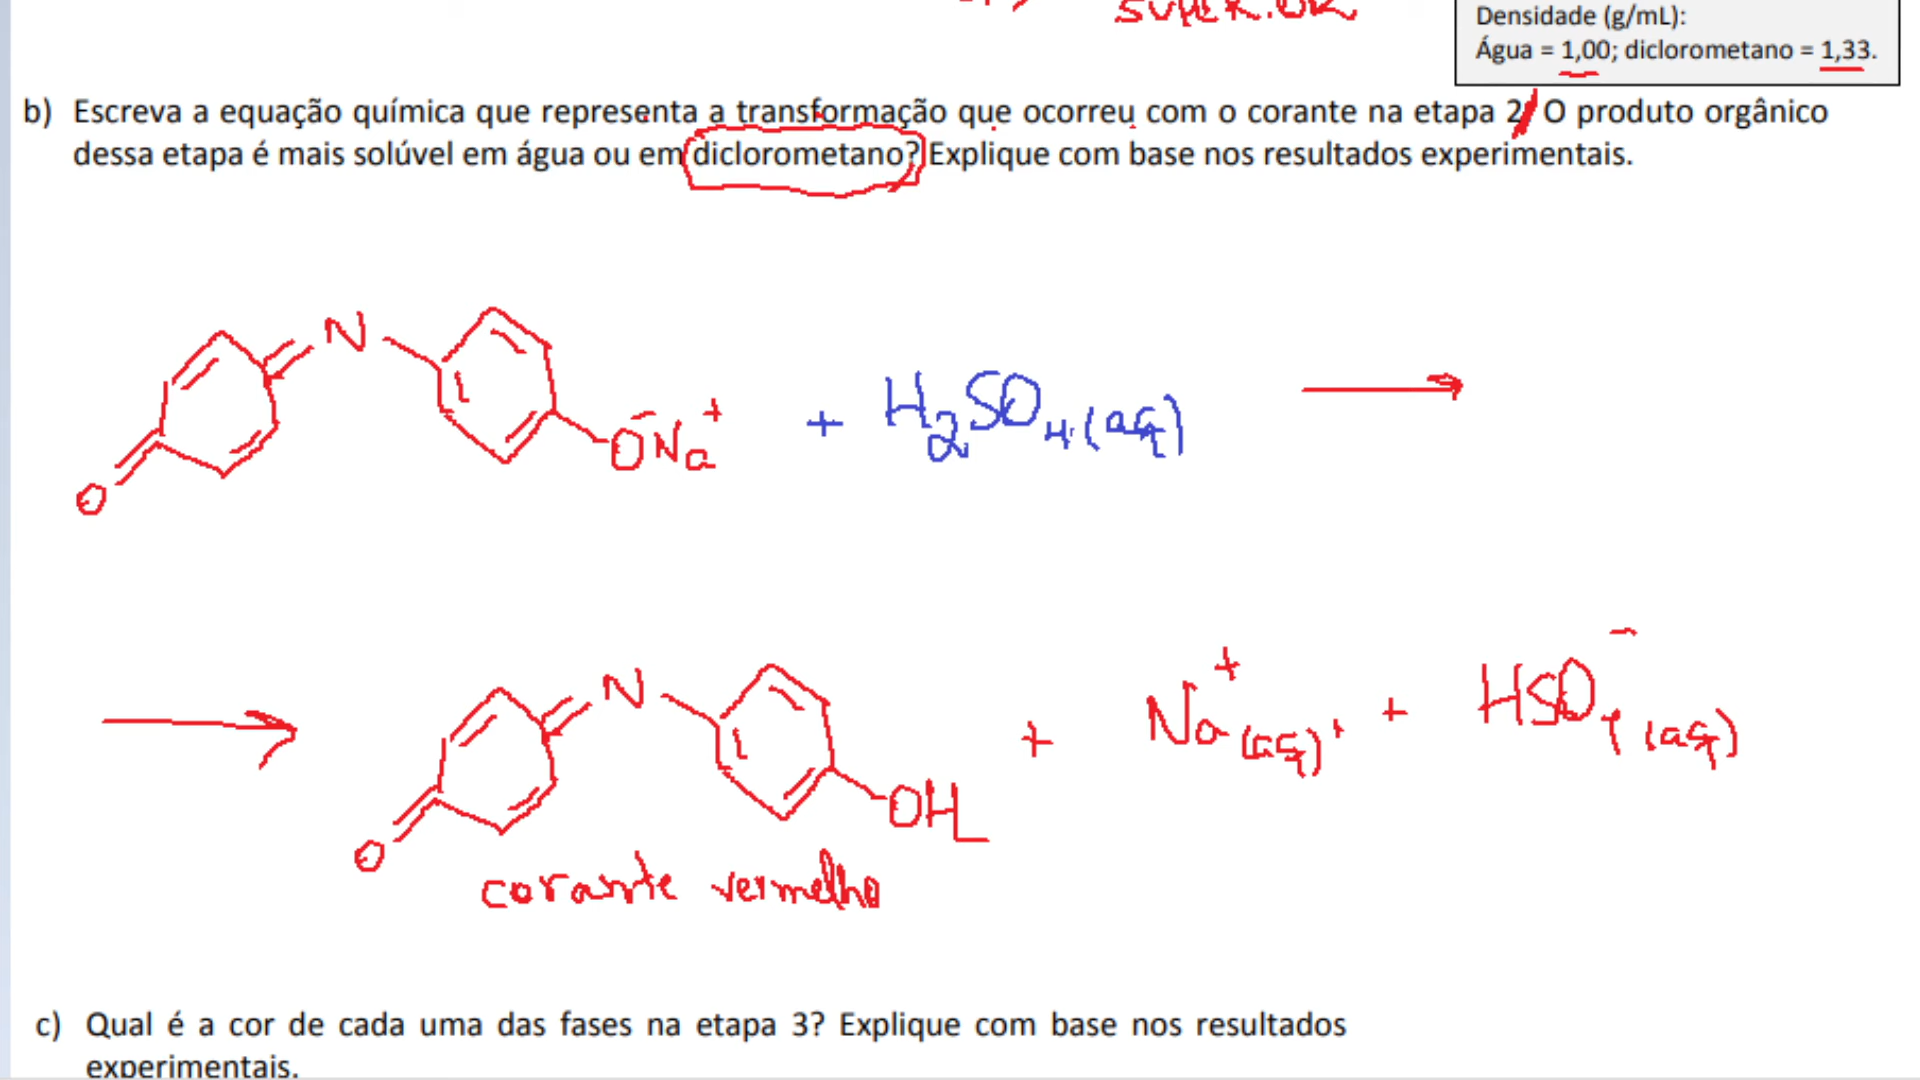 SUPERIOR
Densidade (g/mL):
Água = 1,00; diclorometano = 1,33.
b) Escreva a equação química que representa a transformação que ocorreu com o corante na etapa 2. O produto orgânico
dessa etapa é mais solúvel em água ou em diclorometano? Explique com base nos resultados experimentais.
N
O
O⁻Na⁺ + H₂SO₄(aq)
N
O
OH + Na⁺(aq) + HSO₄⁻(aq)
corante vermelho
c) Qual é a cor de cada uma das fases na etapa 3? Explique com base nos resultados
experimentais.